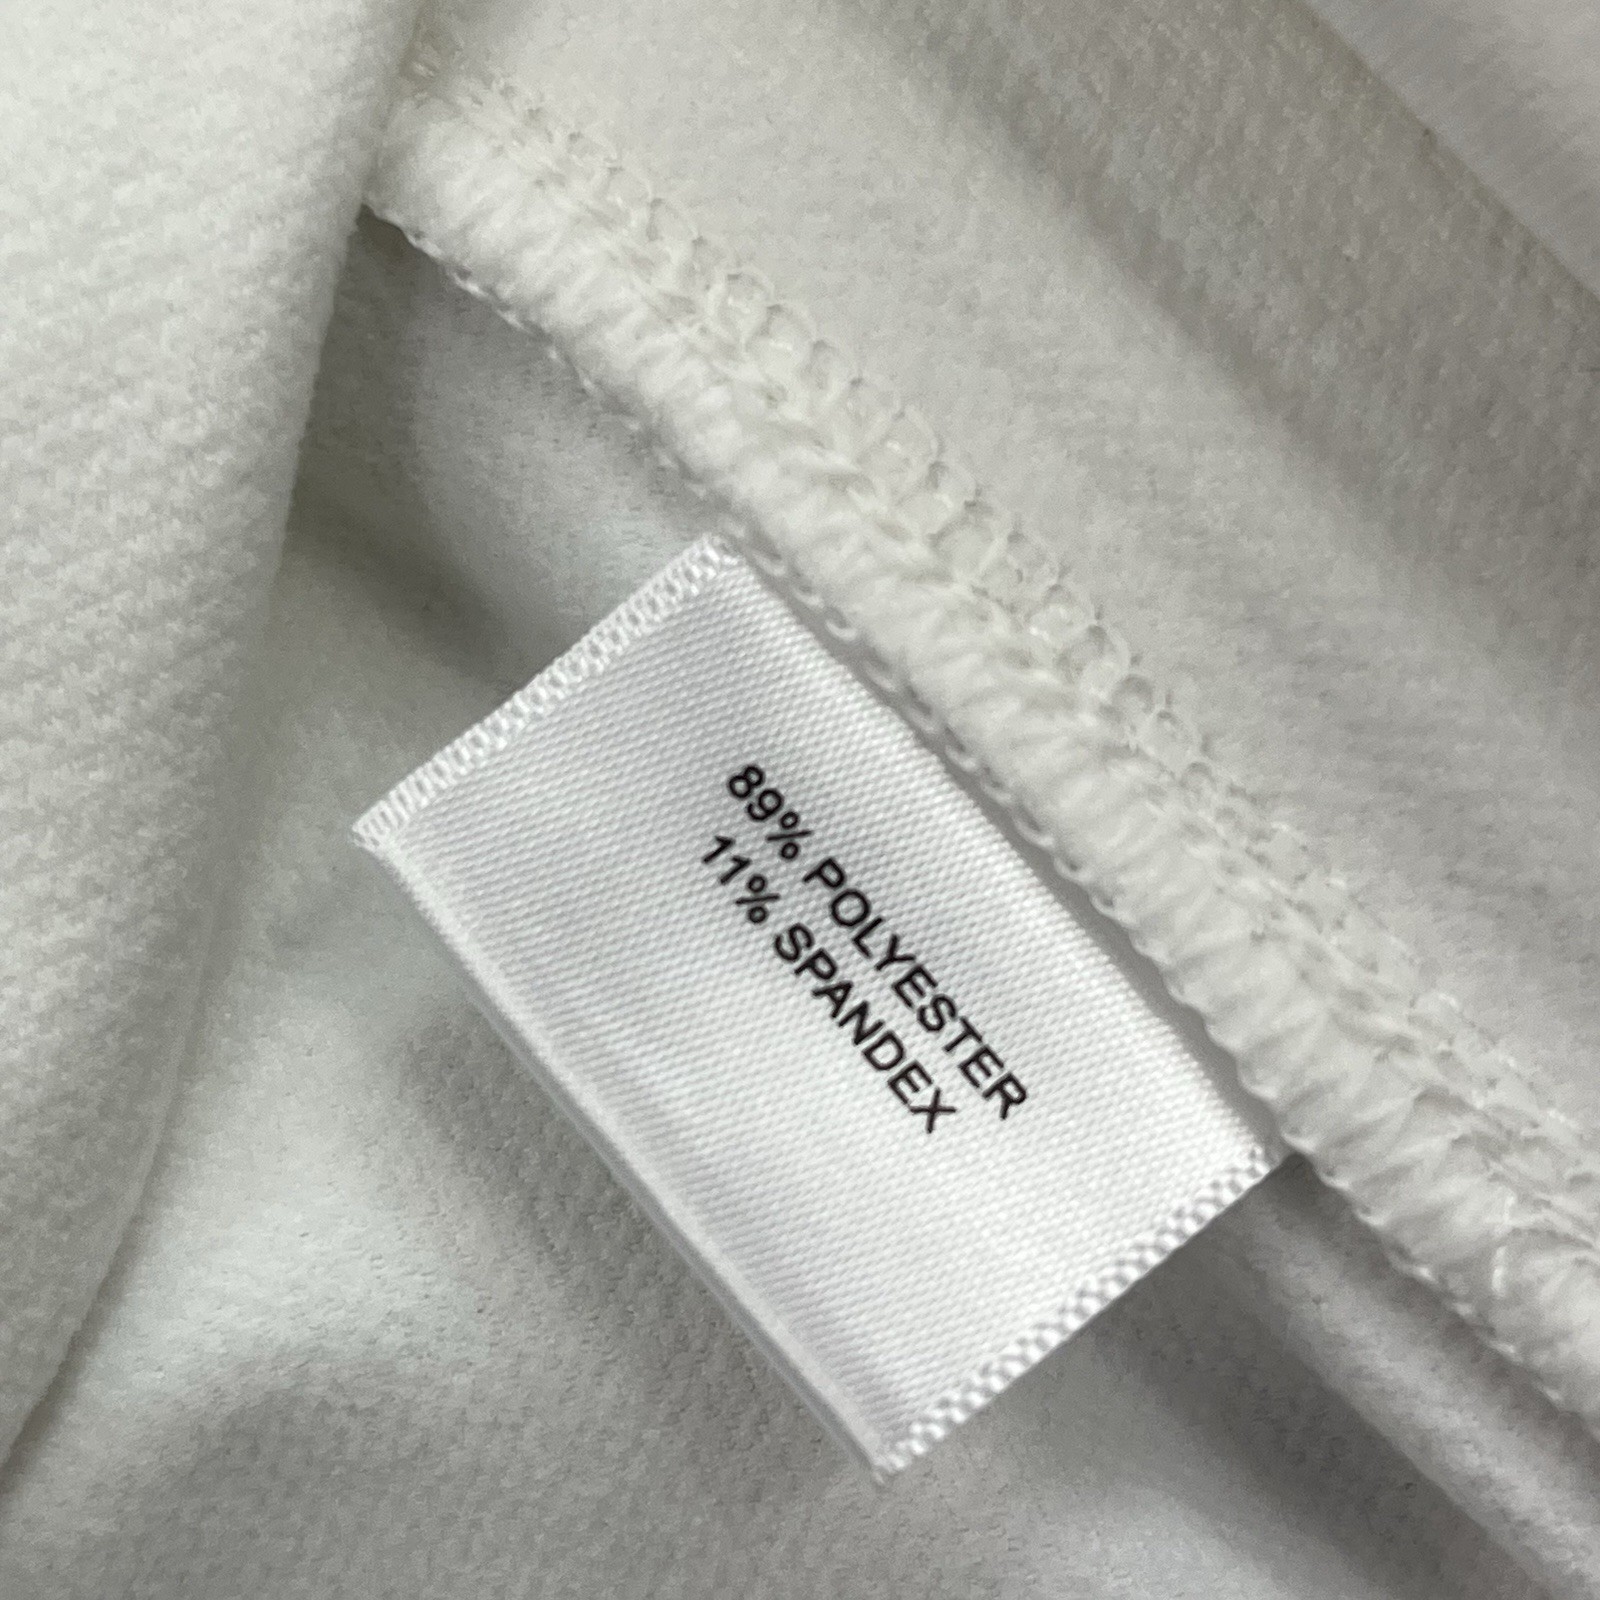 89% POLYESTER
11% SPANDEX